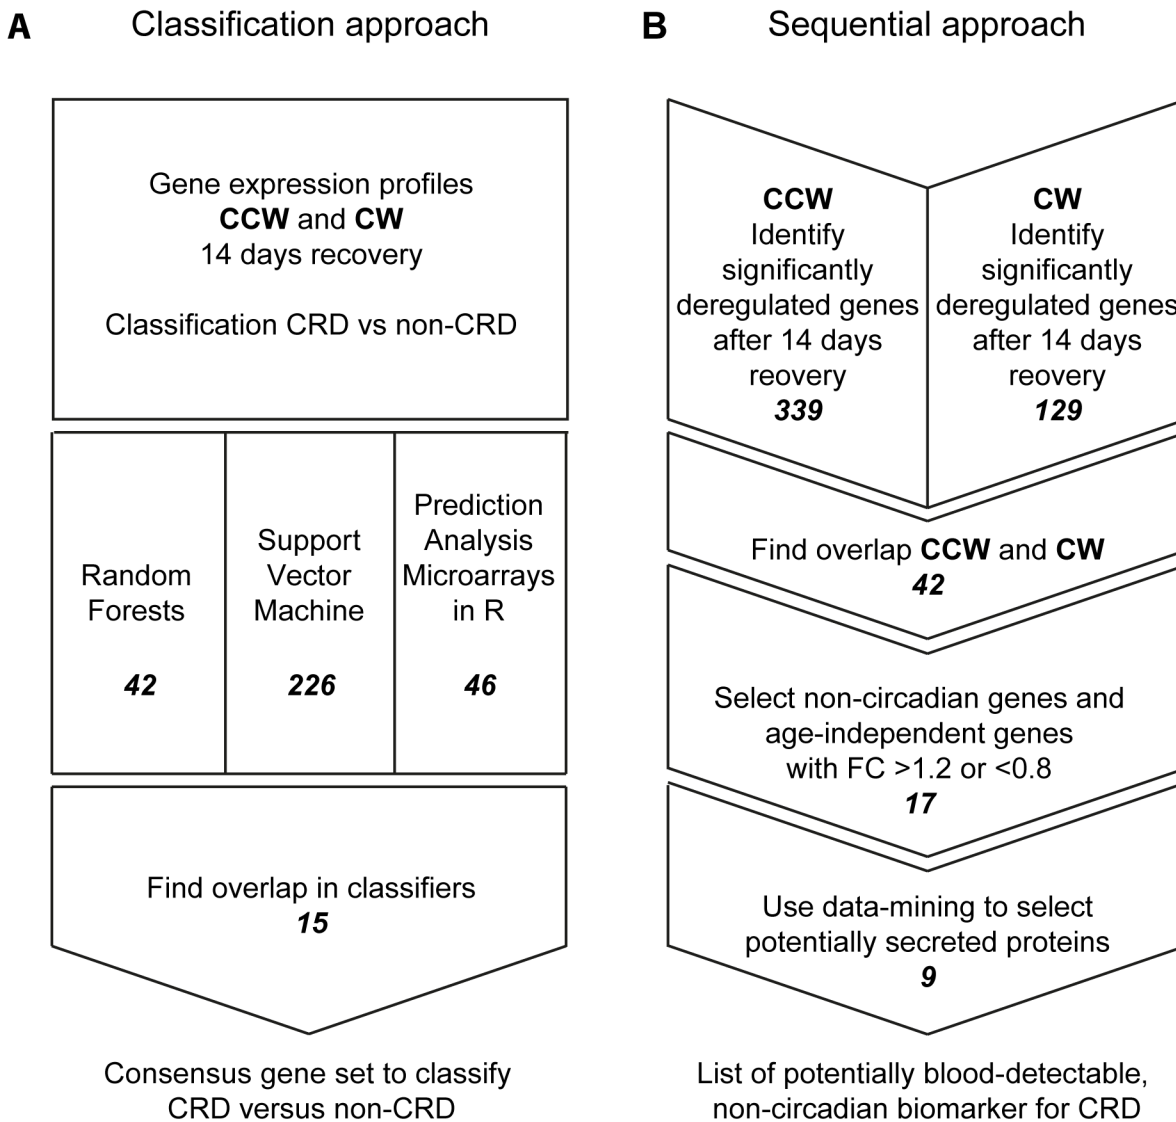 A
Classification approach
Gene expression profiles
CCW and CW
14 days recovery
Classification CRD vs non-CRD
Random
Forests
42
Support
Vector
Machine
226
Prediction
Analysis
Microarrays
in R
46
Find overlap in classifiers
15
Consensus gene set to classify
CRD versus non-CRD
B
Sequential approach
CCW
Identify
significantly
deregulated genes
after 14 days
reovery
339
CW
Identify
significantly
deregulated genes
after 14 days
reovery
129
Find overlap CCW and CW
42
Select non-circadian genes and
age-independent genes
with FC >1.2 or <0.8
17
Use data-mining to select
potentially secreted proteins
9
List of potentially blood-detectable,
non-circadian biomarker for CRD